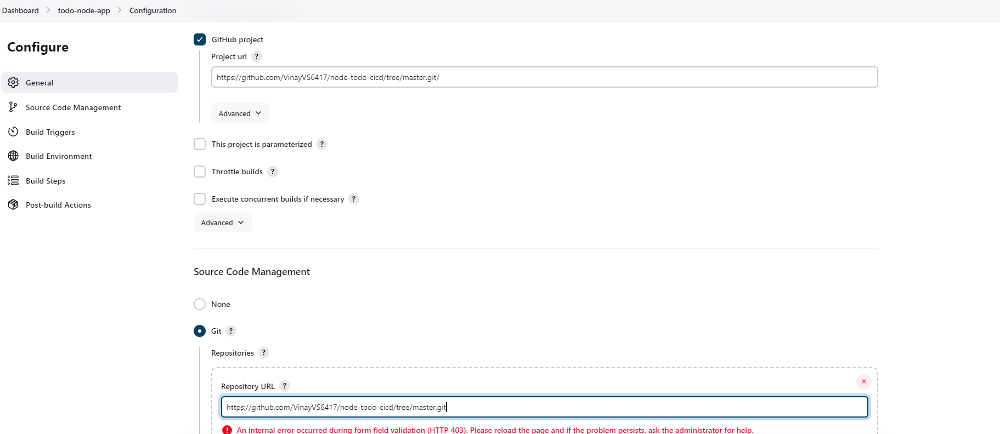 Dashboard > todo-node-app > Configuration
Configure
General
Source Code Management
Build Triggers
Build Environment
Build Steps
Post-build Actions
GitHub project
Project url ?
https://github.com/VinayVS6417/node-todo-cicd/tree/master.git/
Advanced
This project is parameterized ?
Throttle builds ?
Execute concurrent builds if necessary ?
Advanced
Source Code Management
None
Git ?
Repositories ?
Repository URL ?
https://github.com/VinayVS6417/node-todo-cicd/tree/master.git
An internal error occurred during form field validation (HTTP 403). Please reload the page and if the problem persists, ask the administrator for help.